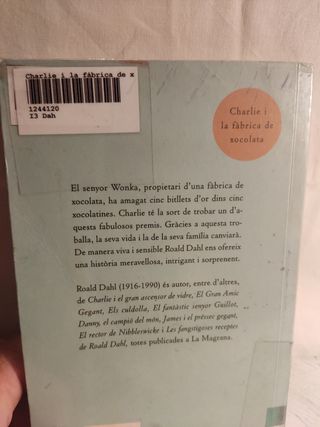 Charlie i la fàbrica de x
1244120
I3 Dah
Charlie i
la fàbrica de
xocolata
El senyor Wonka, propietari d'una fàbrica de
xocolata, ha amagat cinc bitllets d'or dins cinc
xocolatines. Charlie té la sort de trobar un d'a-
quests fabulosos premis. Gràcies a aquesta tro-
balla, la seva vida i la de la seva família canviarà.
De manera viva i sensible Roald Dahl ens ofereix
una història meravellosa, intrigant i sorprenent.
Roald Dahl (1916-1990) és autor, entre d'altres,
de Charlie i el gran ascensor de vidre, El Gran Amic
Gegant, Els culdolla, El fantàstic senyor Guillot,
Danny, el campió del món, James i el préssec gegant,
El rector de Nibbleswicke i Les fangstigoses receptes
de Roald Dahl, totes publicades a La Magrana.